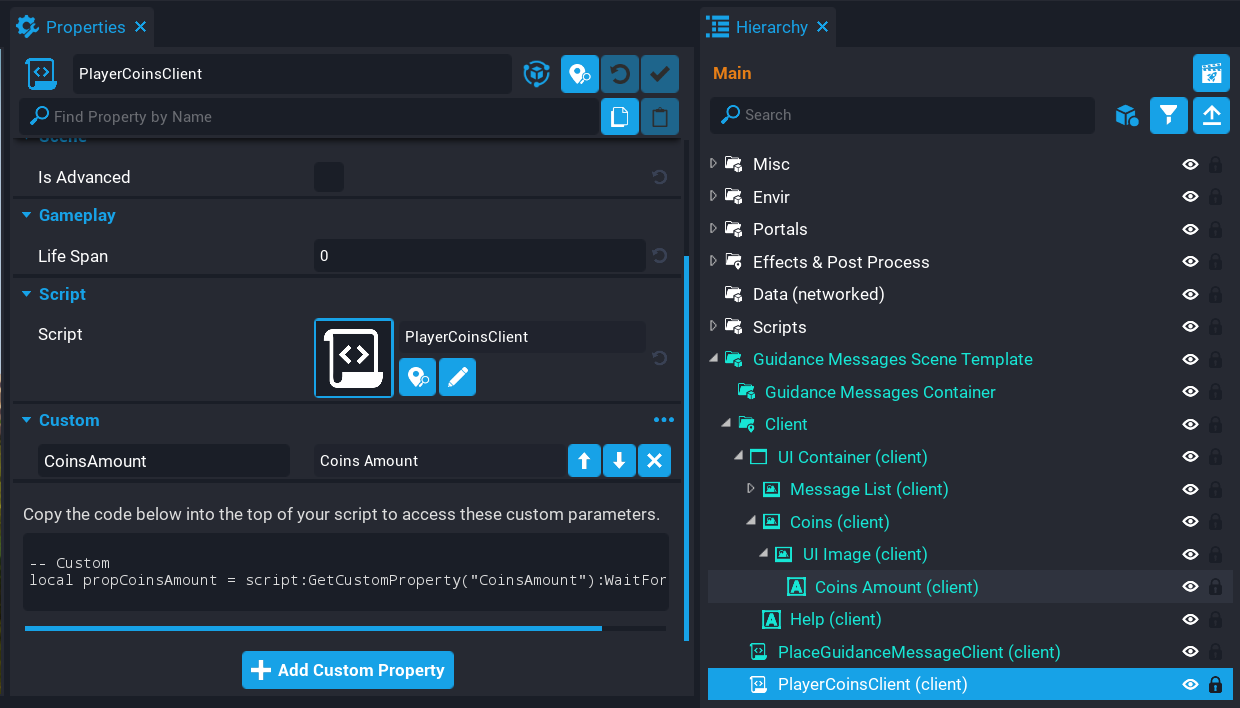 Properties
PlayerCoinsClient
Find Property by Name
Scene
Is Advanced
Gameplay
Life Span
0
Script
Script
PlayerCoinsClient
Custom
CoinsAmount
Coins Amount
Copy the code below into the top of your script to access these custom parameters.
-- Custom
local propCoinsAmount = script:GetCustomProperty("CoinsAmount"):WaitFor
Add Custom Property
Hierarchy
Main
Search
Misc
Envir
Portals
Effects & Post Process
Data (networked)
Scripts
Guidance Messages Scene Template
Guidance Messages Container
Client
UI Container (client)
Message List (client)
Coins (client)
UI Image (client)
A Coins Amount (client)
A Help (client)
PlaceGuidanceMessageClient (client)
PlayerCoinsClient (client)